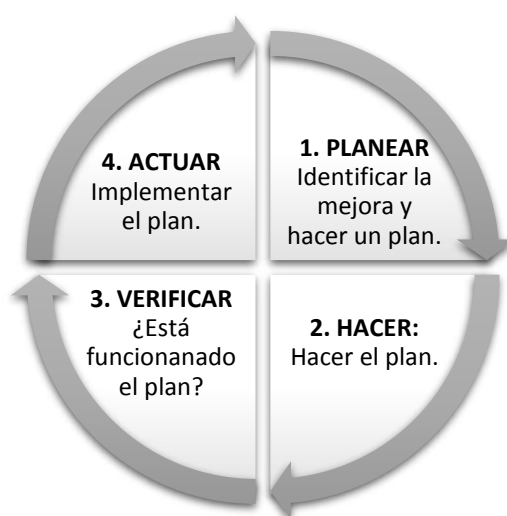 4. ACTUAR
Implementar
el plan.
1. PLANEAR
Identificar la
mejora y
hacer un plan.
3. VERIFICAR
¿Está
funcionanado
el plan?
2. HACER:
Hacer el plan.